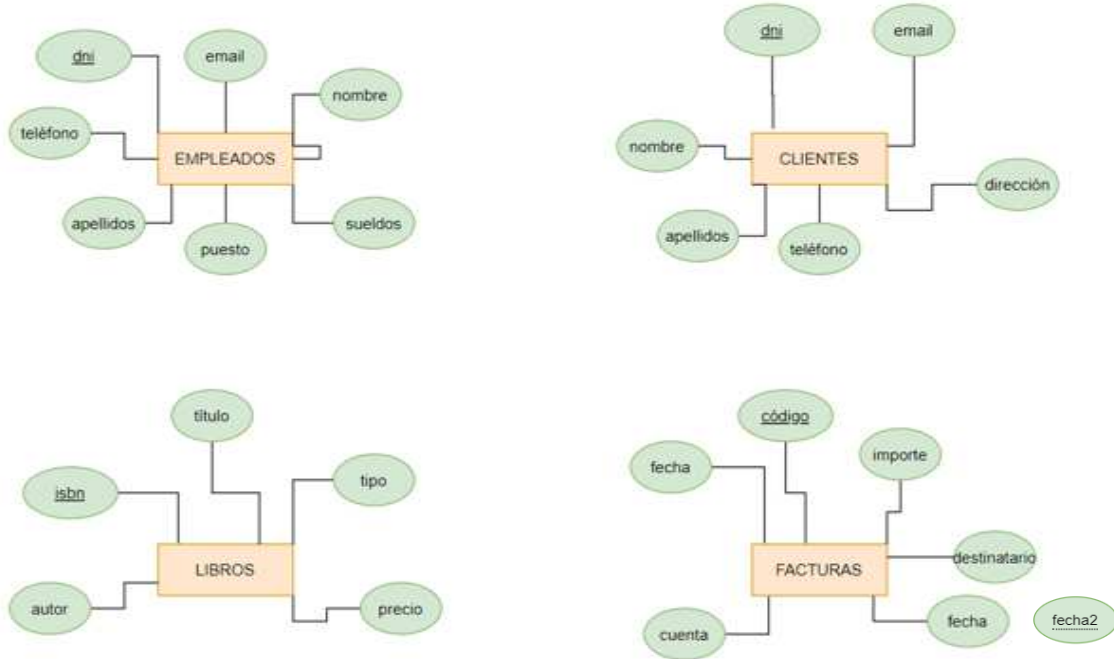 dni
email
nombre
teléfono
EMPLEADOS
apellidos
puesto
sueldos
dni
email
nombre
CLIENTES
dirección
apellidos
teléfono
título
isbn
tipo
LIBROS
autor
precio
código
fecha
importe
FACTURAS
destinatario
cuenta
fecha
fecha2